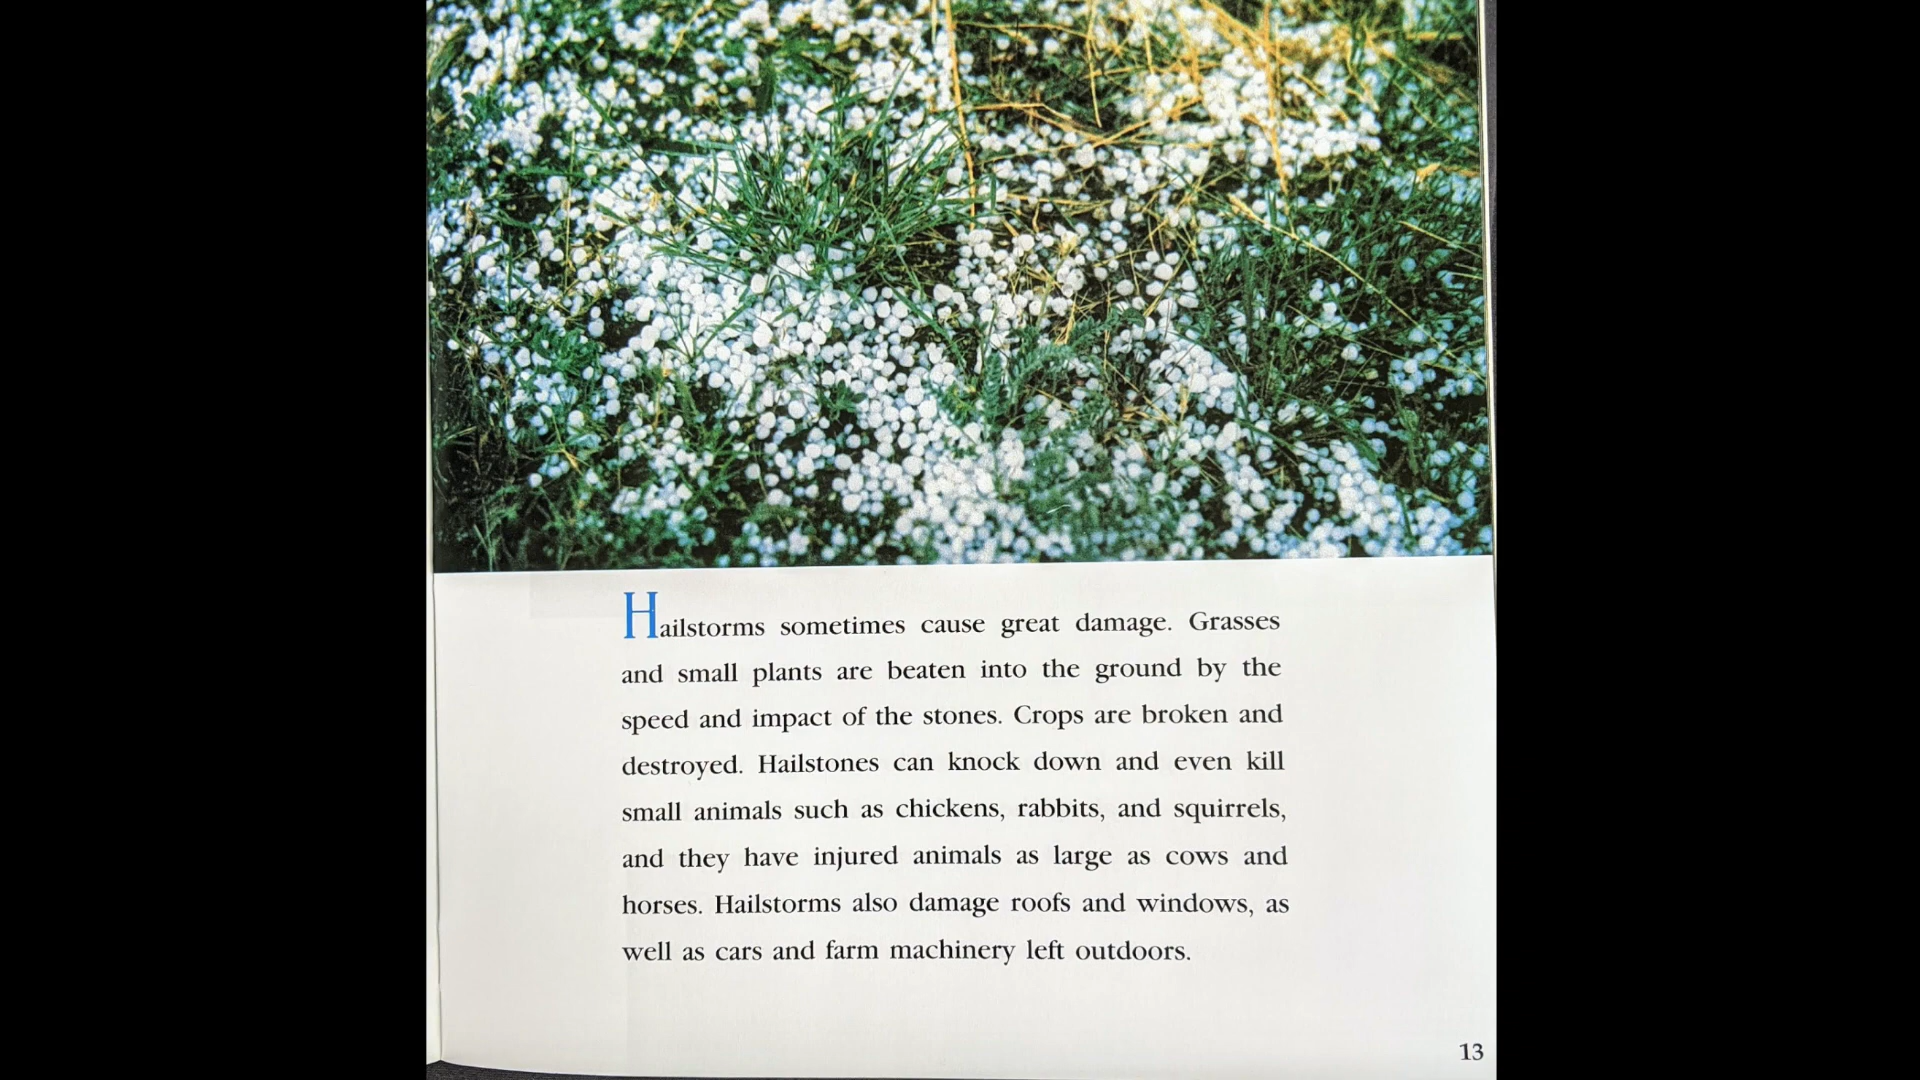 Hailstorms sometimes cause great damage. Grasses
and small plants are beaten into the ground by the
speed and impact of the stones. Crops are broken and
destroyed. Hailstones can knock down and even kill
small animals such as chickens, rabbits, and squirrels,
and they have injured animals as large as cows and
horses. Hailstorms also damage roofs and windows, as
well as cars and farm machinery left outdoors.
13